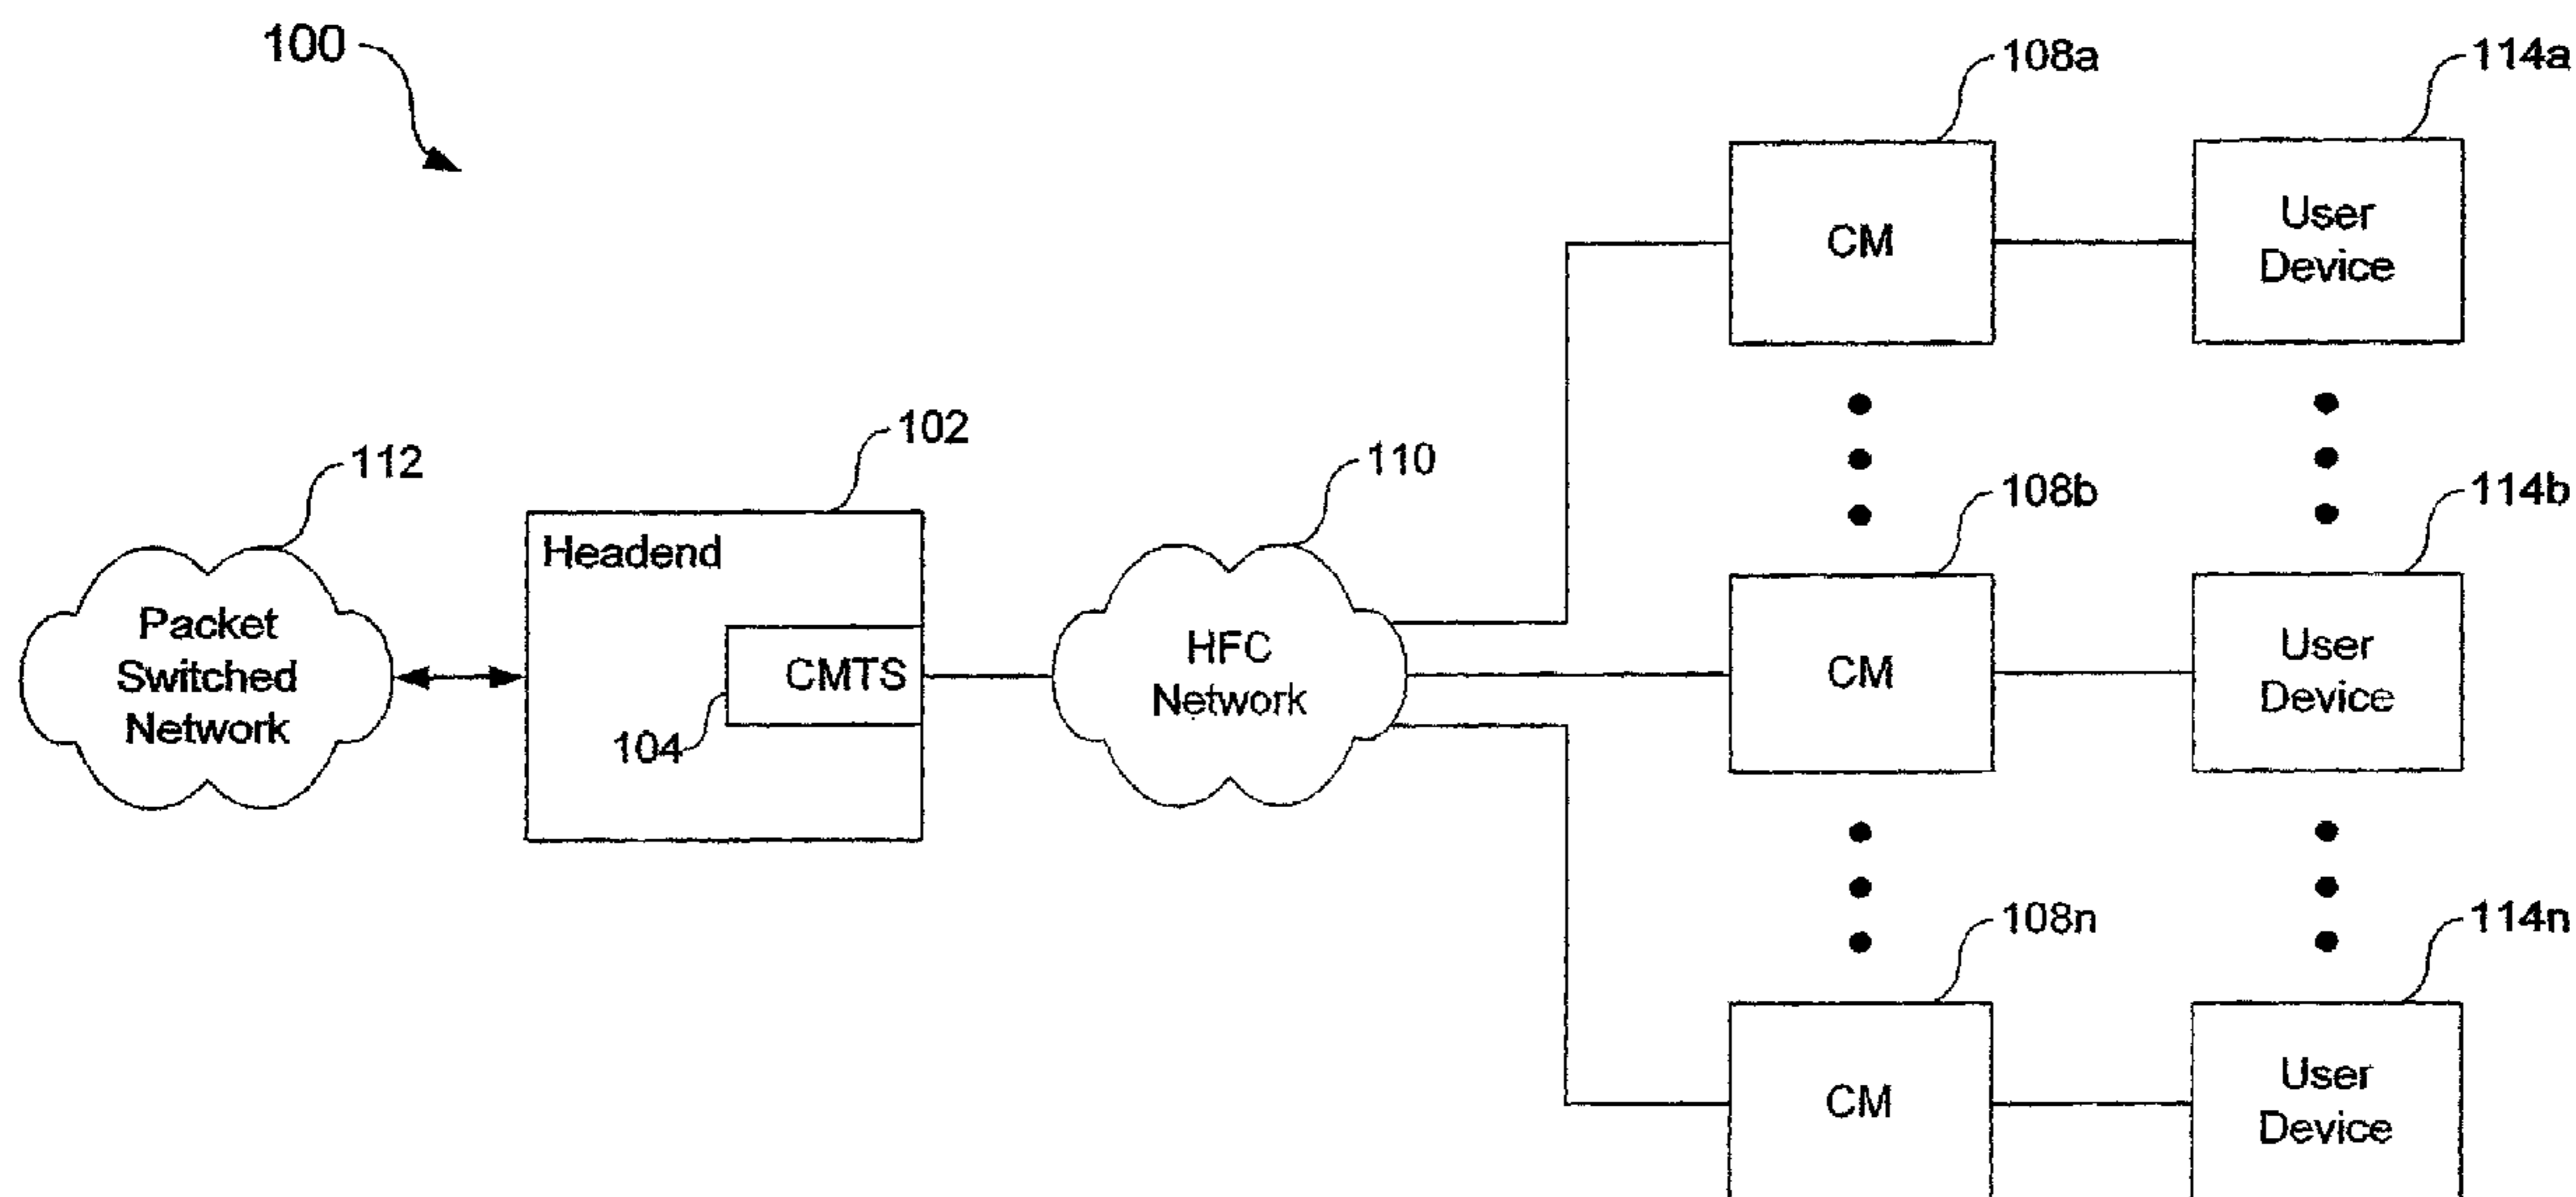 100
108a
114a
CM
User
Device
102
112
110
108b
114b
Headend
Packet
Switched
Network
CMTS
104
HFC
Network
CM
User
Device
108n
114n
CM
User
Device